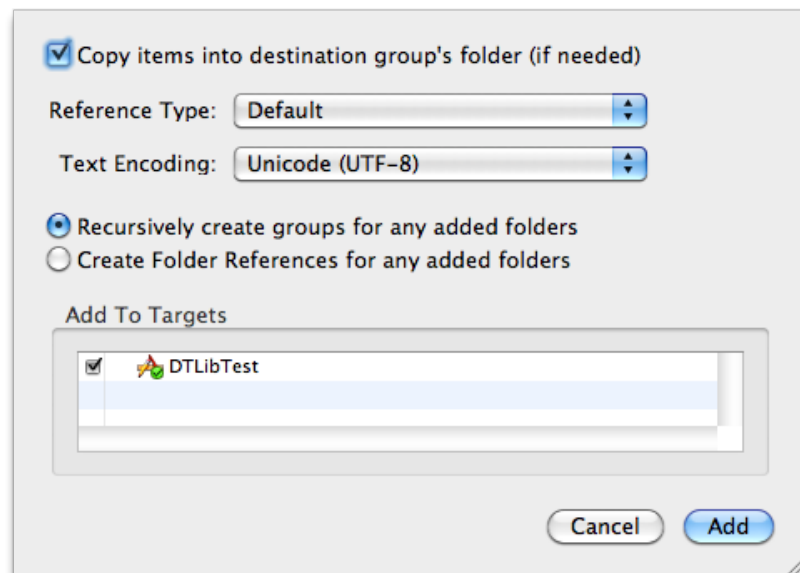 Copy items into destination group's folder (if needed)
Reference Type: Default
Text Encoding: Unicode (UTF-8)
Recursively create groups for any added folders
Create Folder References for any added folders
Add To Targets
DTLibTest
Cancel Add